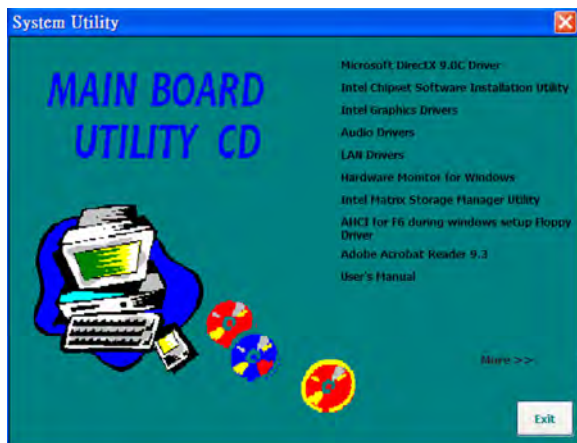 System Utility
MAIN BOARD
UTILITY CD
Microsoft DirectX 9.0C Driver
Intel Chipset Software Installation Utility
Intel Graphics Drivers
Audio Drivers
LAN Drivers
Hardware Monitor for Windows
Intel Matrix Storage Manager Utility
AHCI for F6 during windows setup Floppy
Driver
Adobe Acrobat Reader 9.3
User's Manual
More >>
Exit